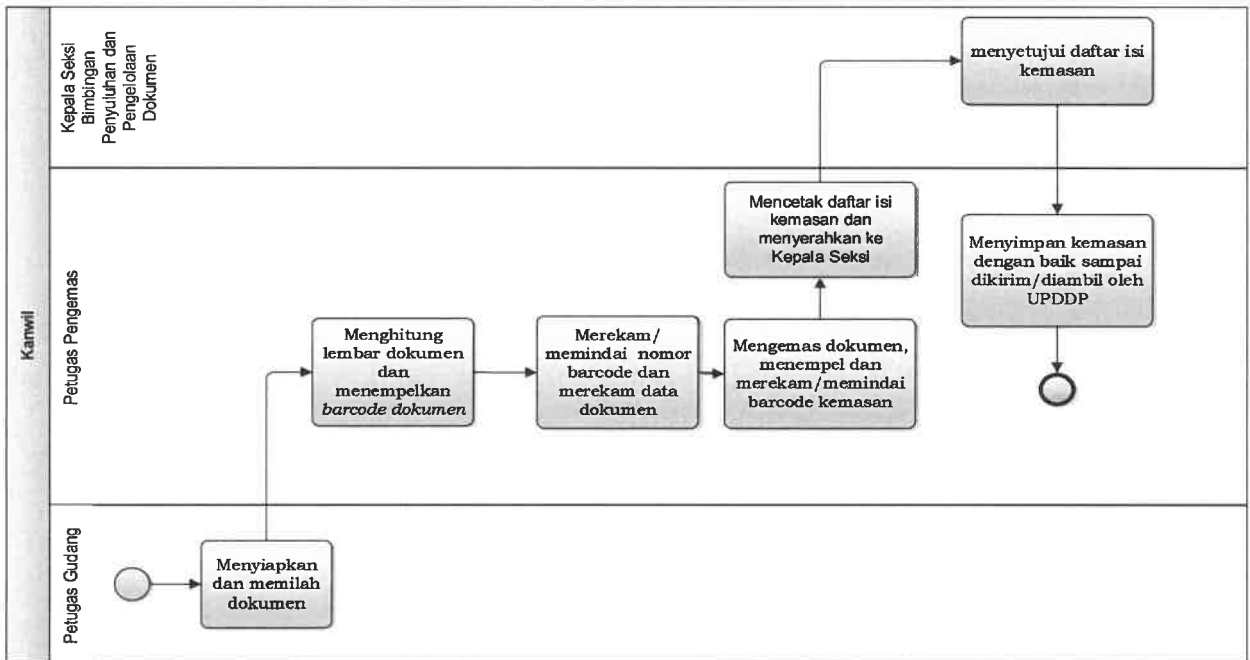 Kanwil
Kepala Seksi
Bimbingan
Penyuluhan dan
Pengelolaan
Dokumen
menyetujui daftar isi
kemasan
Petugas Pengemas
Mencetak daftar isi
kemasan dan
menyerahkan ke
Kepala Seksi
Menyimpan kemasan
dengan baik sampai
dikirim/diambil oleh
UPDDP
Menghitung
lembar dokumen
dan
menempelkan
barcode dokumen
Merekam/
memindai nomor
barcode dan
merekam data
dokumen
Mengemas dokumen,
menempel dan
merekam/memindai
barcode kemasan
Petugas Gudang
Menyiapkan
dan memilah
dokumen